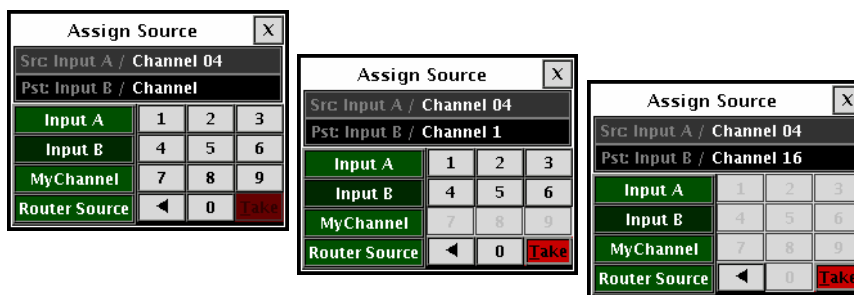 Assign Source X
Src: Input A / Channel 04
Pst: Input B / Channel
Input A 1 2 3
Input B 4 5 6
MyChannel 7 8 9
Router Source ◀ 0 Take
Assign Source X
Src: Input A / Channel 04
Pst: Input B / Channel 1
Input A 1 2 3
Input B 4 5 6
MyChannel 7 8 9
Router Source ◀ 0 Take
Assign Source X
Src: Input A / Channel 04
Pst: Input B / Channel 16
Input A 1 2 3
Input B 4 5 6
MyChannel 7 8 9
Router Source ◀ 0 Take